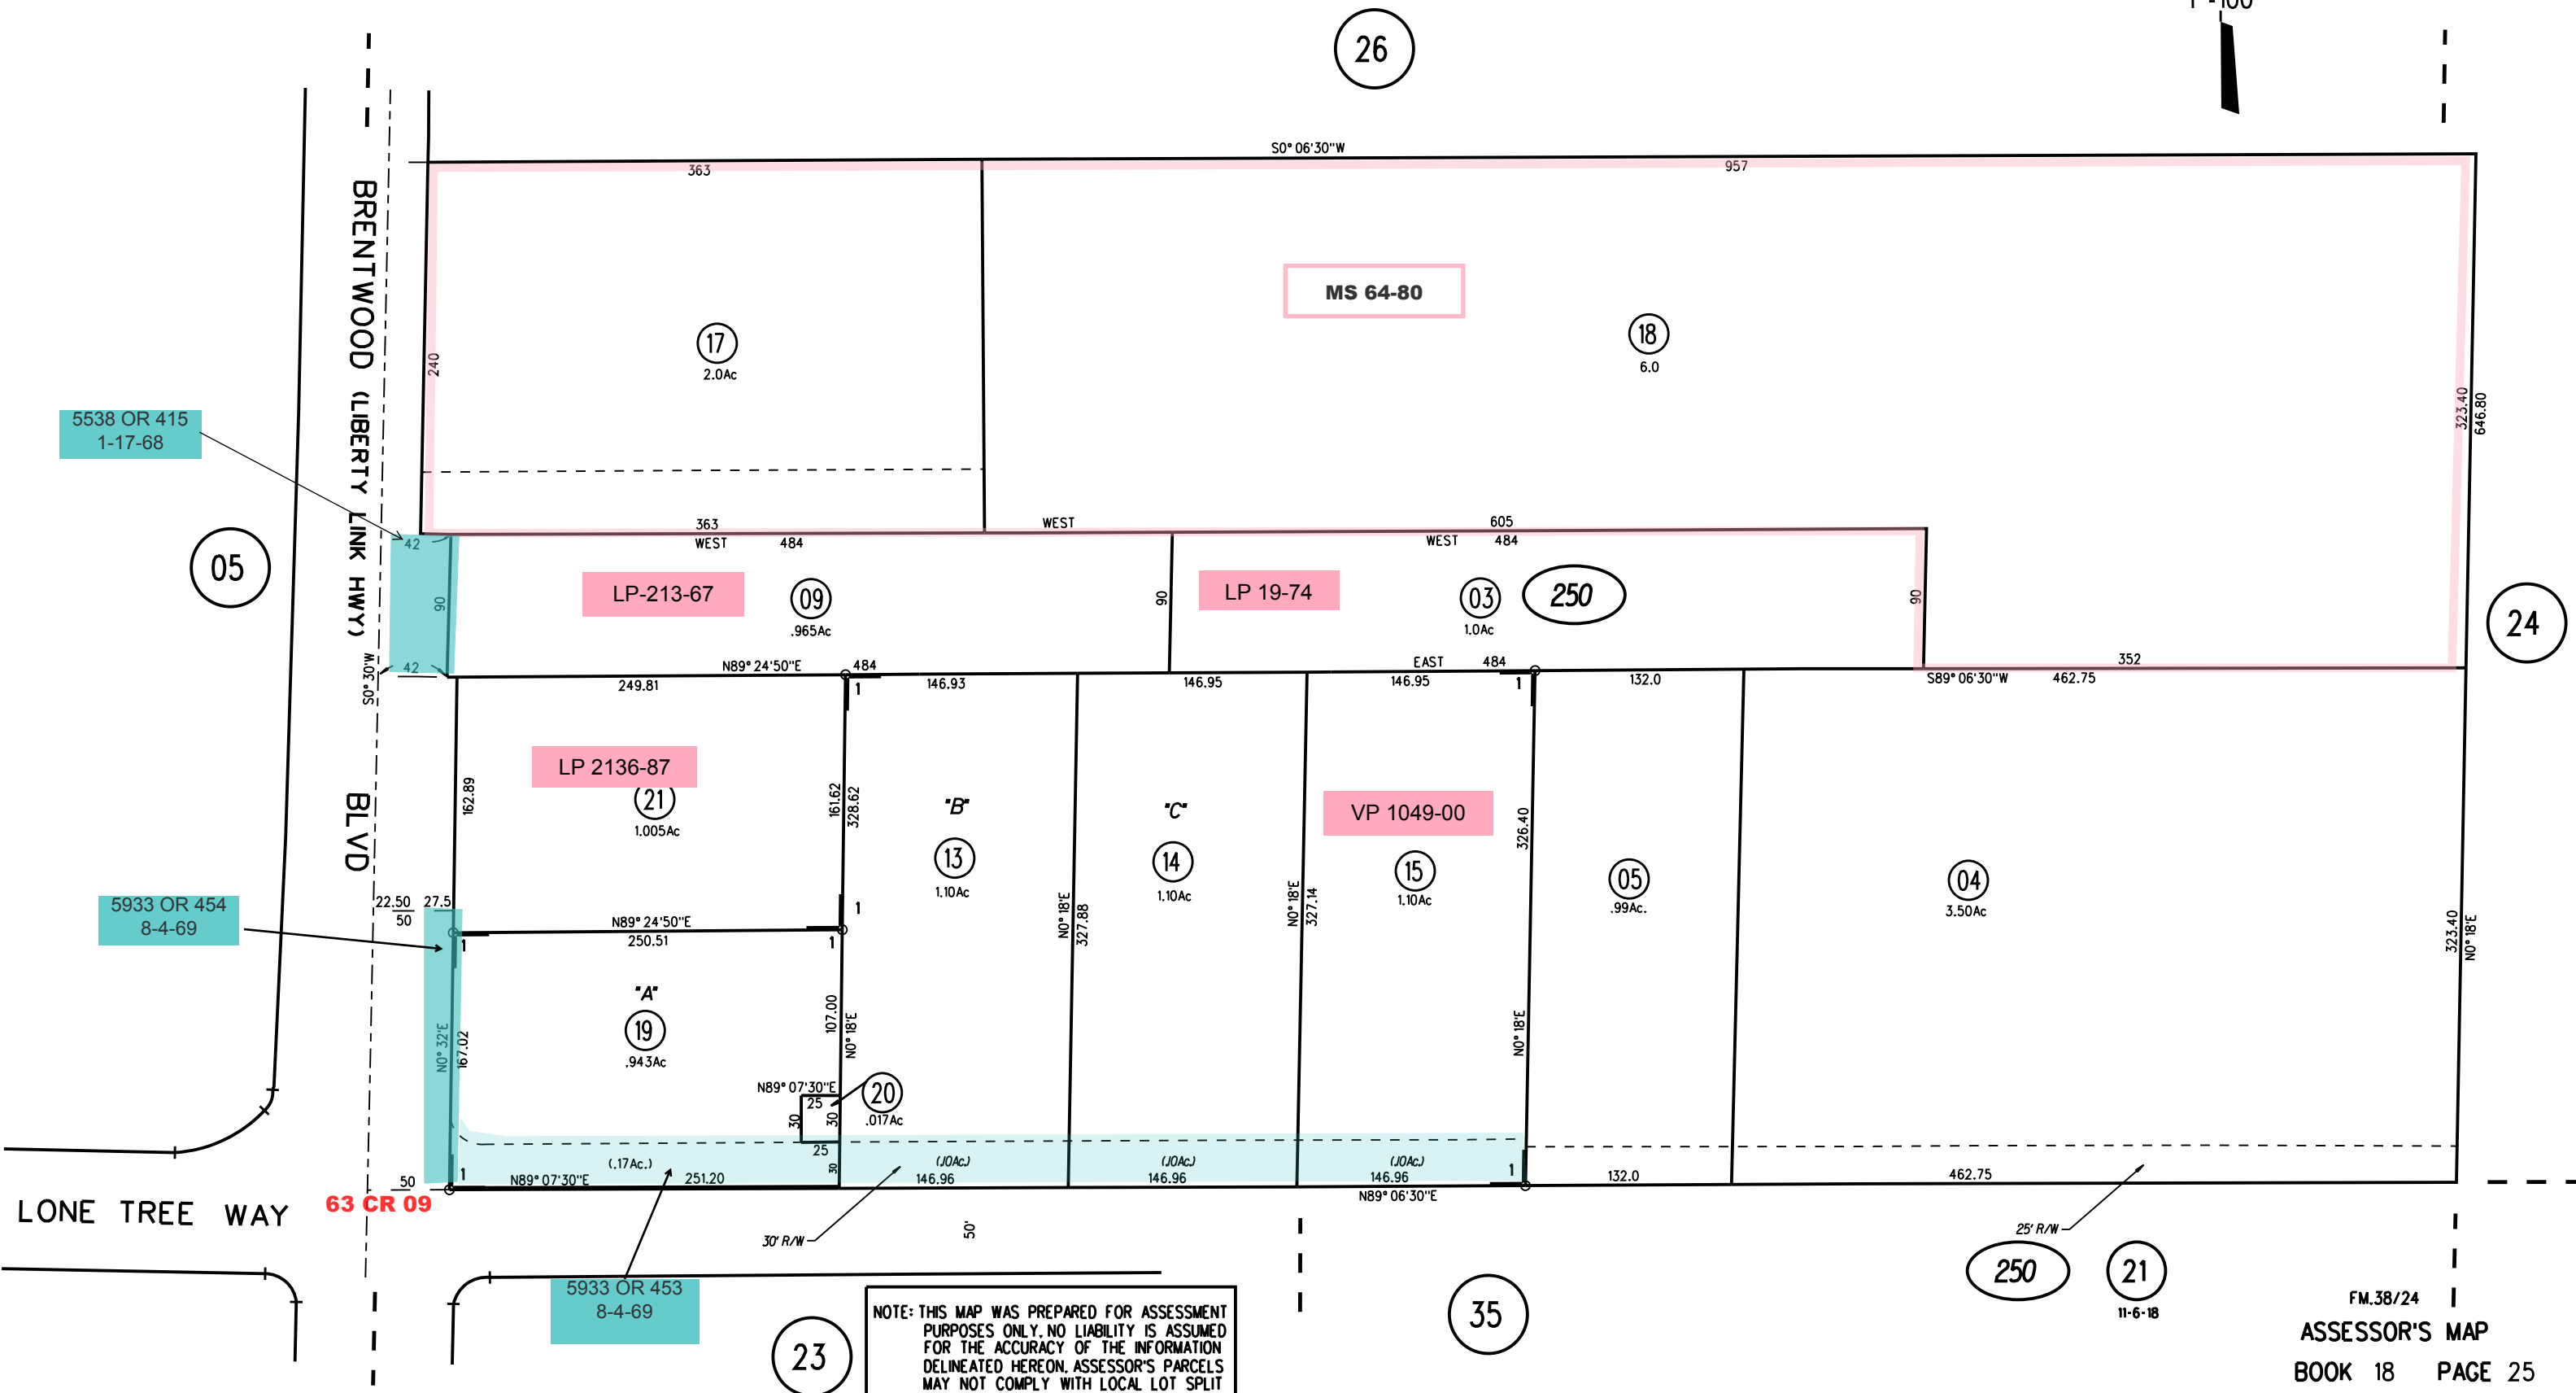 26
S0° 06'30"W
363
957
BRENTWOOD (LIBERTY LINK HWY) BLVD
MS 64-80
17
2.0Ac
18
6.0
240
323.40
646.80
5538 OR 415
1-17-68
05
42
363
WEST
605
WEST 484
WEST 484
90
LP-213-67
09
.965Ac
90
LP 19-74
03
1.0Ac
250
90
24
42
S0° 30'W.
N89° 24'50"E 484
EAST 484
352
249.81
146.93
146.95
146.95
132.0
S89° 06'30"W 462.75
1
1
LP 2136-87
21
1.005Ac
162.89
161.62
328.62
"B"
13
1.10Ac
"C"
14
1.10Ac
VP 1049-00
15
1.10Ac
326.40
05
.99Ac.
04
3.50Ac
N0° 18'E
327.88
N0° 18'E
327.14
323.40
N0° 18'E
5933 OR 454
8-4-69
22.50 27.5
50
1
N89° 24'50"E
250.51
1
1
"A"
19
.943Ac
N0° 32'E
167.02
107.00
N0° 18'E
N0° 18'E
N89° 07'30"E
25
30
30
20
.017Ac
25
30
(.17Ac.)
(.10Ac.)
(.10Ac.)
(.10Ac.)
1
1
50
N89° 07'30"E
251.20
146.96
146.96
146.96
132.0
462.75
N89° 06'30"E
63 CR 09
LONE TREE WAY
30' R/W
50'
25' R/W
5933 OR 453
8-4-69
23
35
250
21
11-6-18
NOTE: THIS MAP WAS PREPARED FOR ASSESSMENT
PURPOSES ONLY. NO LIABILITY IS ASSUMED
FOR THE ACCURACY OF THE INFORMATION
DELINEATED HEREON. ASSESSOR'S PARCELS
MAY NOT COMPLY WITH LOCAL LOT SPLIT
FM.38/24
ASSESSOR'S MAP
BOOK 18 PAGE 25